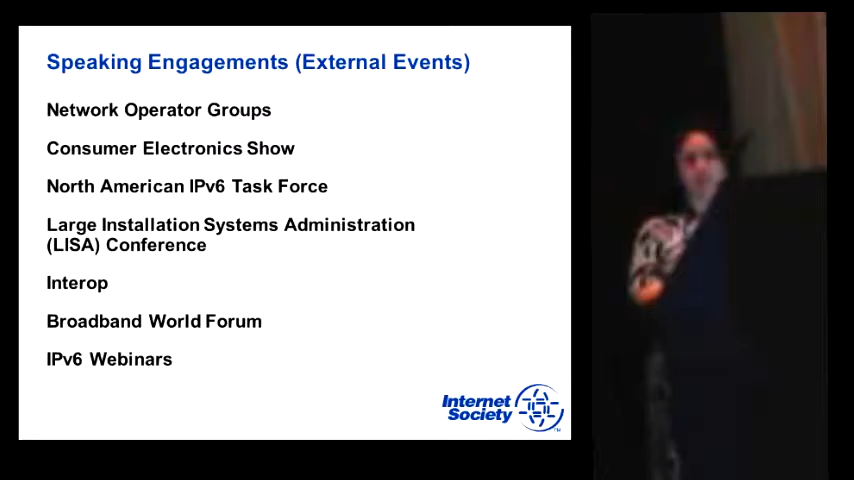 Speaking Engagements (External Events)
Network Operator Groups
Consumer Electronics Show
North American IPv6 Task Force
Large Installation Systems Administration
(LISA) Conference
Interop
Broadband World Forum
IPv6 Webinars
Internet
Society
TM